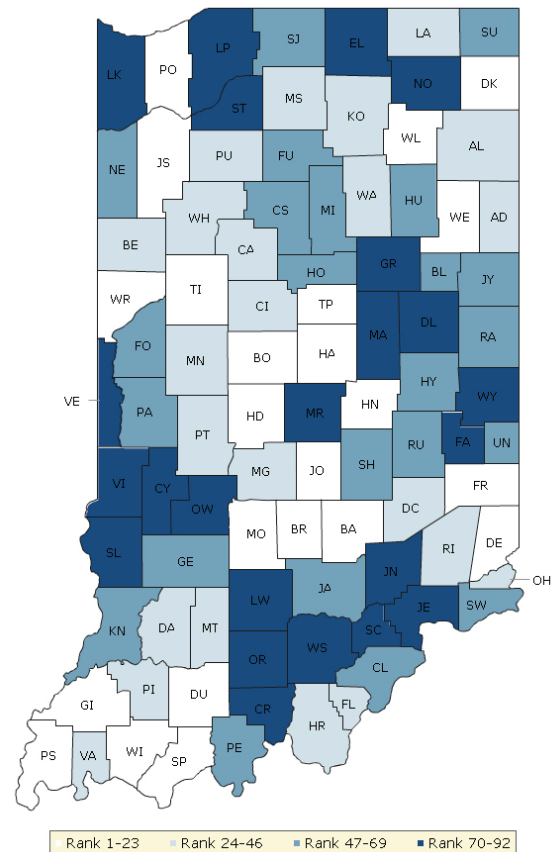 LK
PO
LP
SJ
EL
LA
SU
ST
MS
NO
DK
KO
WL
AL
NE
JS
PU
FU
WA
HU
WE
AD
WH
CS
MI
BE
CA
GR
BL
JY
HO
WR
TI
CI
TP
MA
DL
RA
FO
MN
BO
HA
HY
WY
VE
PA
HD
MR
HN
PT
RU
FA
UN
MG
JO
SH
VI
CY
OW
FR
MO
BR
BA
DC
DE
SL
GE
RI
JN
OH
LW
JA
JE
SW
KN
DA
MT
SC
OR
WS
CL
PI
DU
GI
CR
HR
FL
PS
VA
WI
SP
PE
Rank 1-23 Rank 24-46 Rank 47-69 Rank 70-92